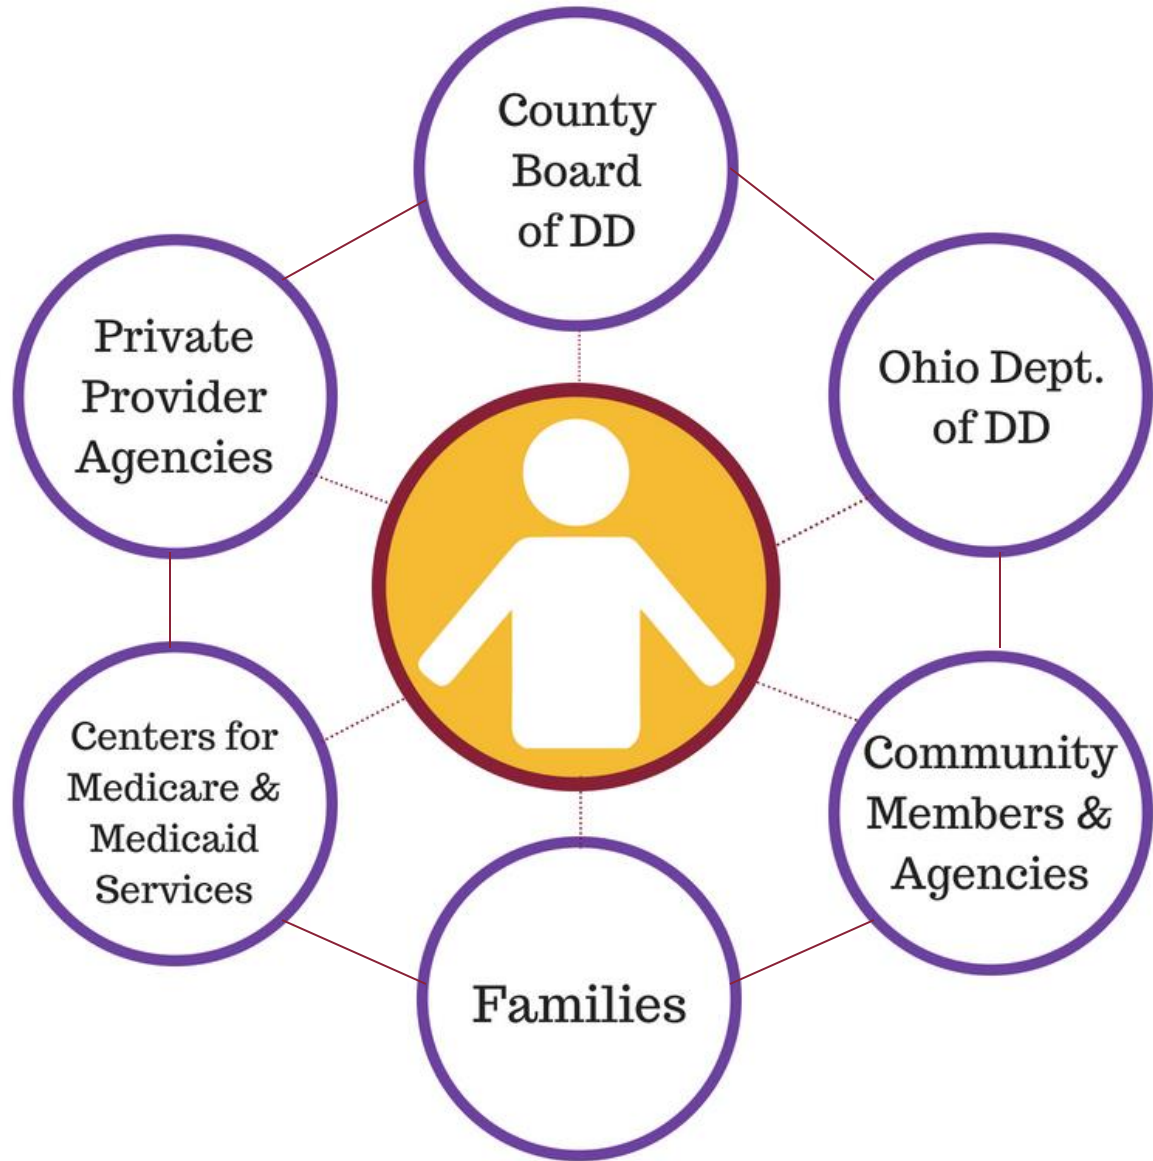 County
Board
of DD
Private
Provider
Agencies
Ohio Dept.
of DD
Centers for
Medicare &
Medicaid
Services
Community
Members &
Agencies
Families